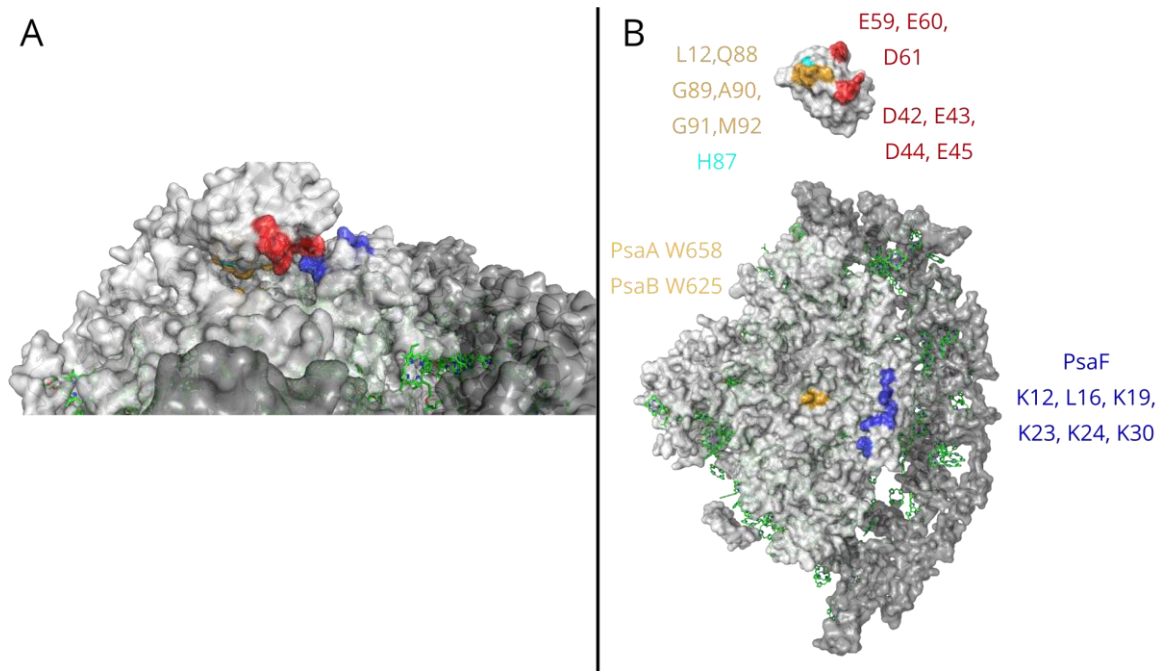 A
B
E59, E60,
D61
L12,Q88
G89,A90,
G91,M92
H87
D42, E43,
D44, E45
PsaA W658
PsaB W625
PsaF
K12, L16, K19,
K23, K24, K30